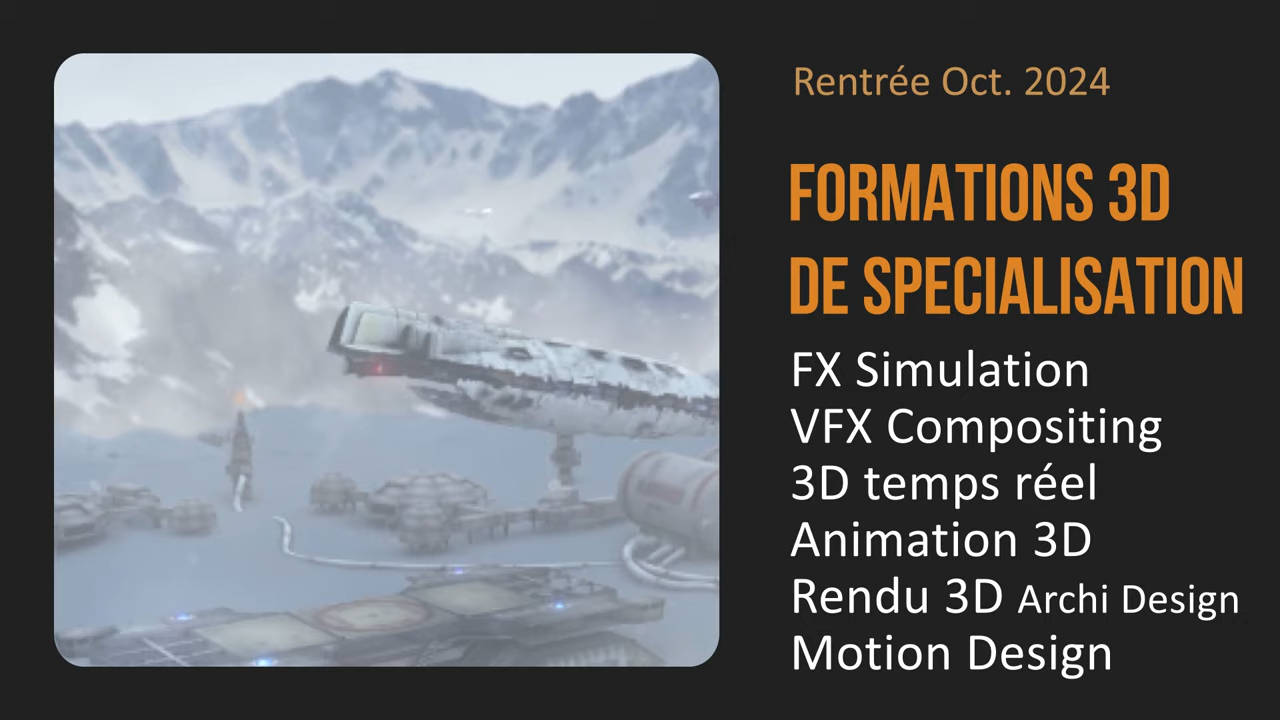 Rentrée Oct. 2024
FORMATIONS 3D
DE SPECIALISATION
FX Simulation
VFX Compositing
3D temps réel
Animation 3D
Rendu 3D Archi Design
Motion Design